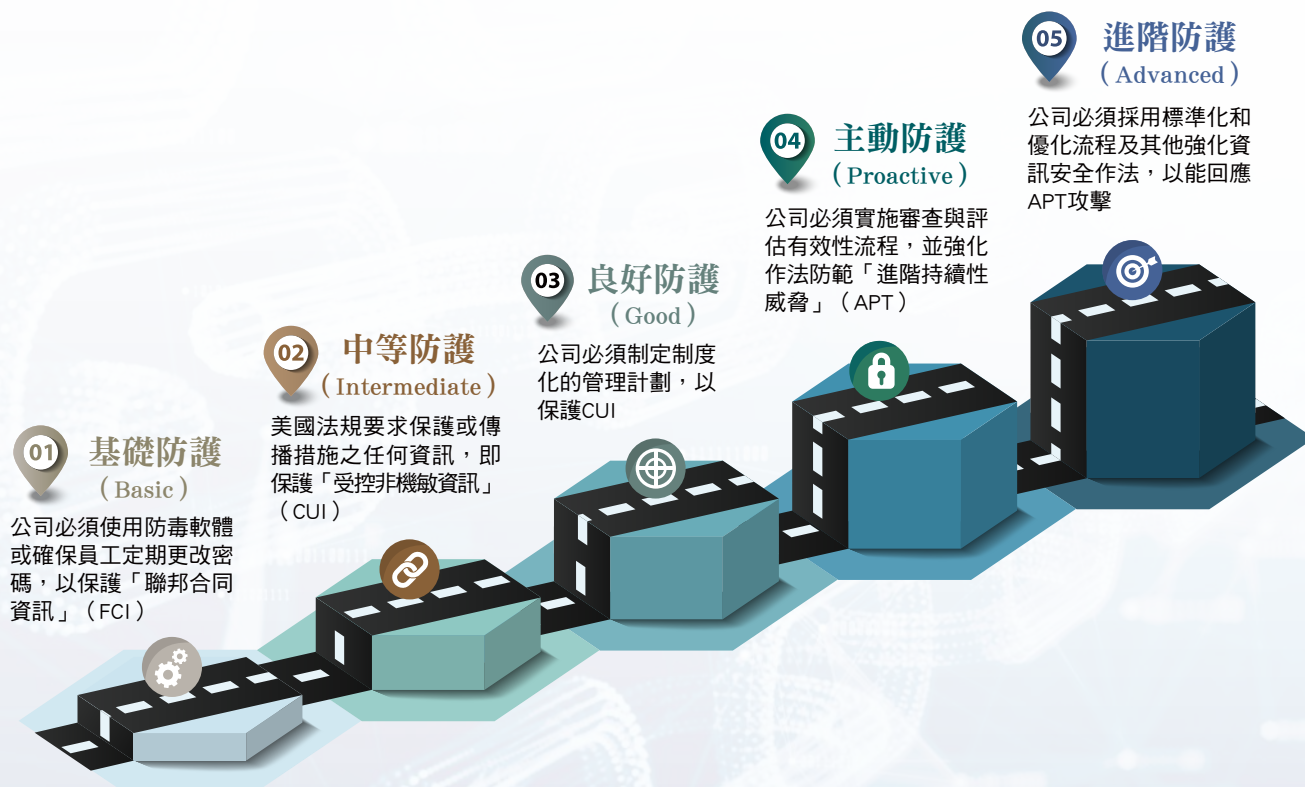 01
基礎防護
（Basic）
公司必須使用防毒軟體
或確保員工定期更改密
碼，以保護「聯邦合同
資訊」（FCI）
02
中等防護
（Intermediate）
美國法規要求保護或傳
播措施之任何資訊，即
保護「受控非機敏資訊」
（CUI）
03
良好防護
（Good）
公司必須制定制度
化的管理計劃，以
保護CUI
04
主動防護
（Proactive）
公司必須實施審查與評
估有效性流程，並強化
作法防範「進階持續性
威脅」（APT）
05
進階防護
（Advanced）
公司必須採用標準化和
優化流程及其他強化資
訊安全作法，以能回應
APT攻擊